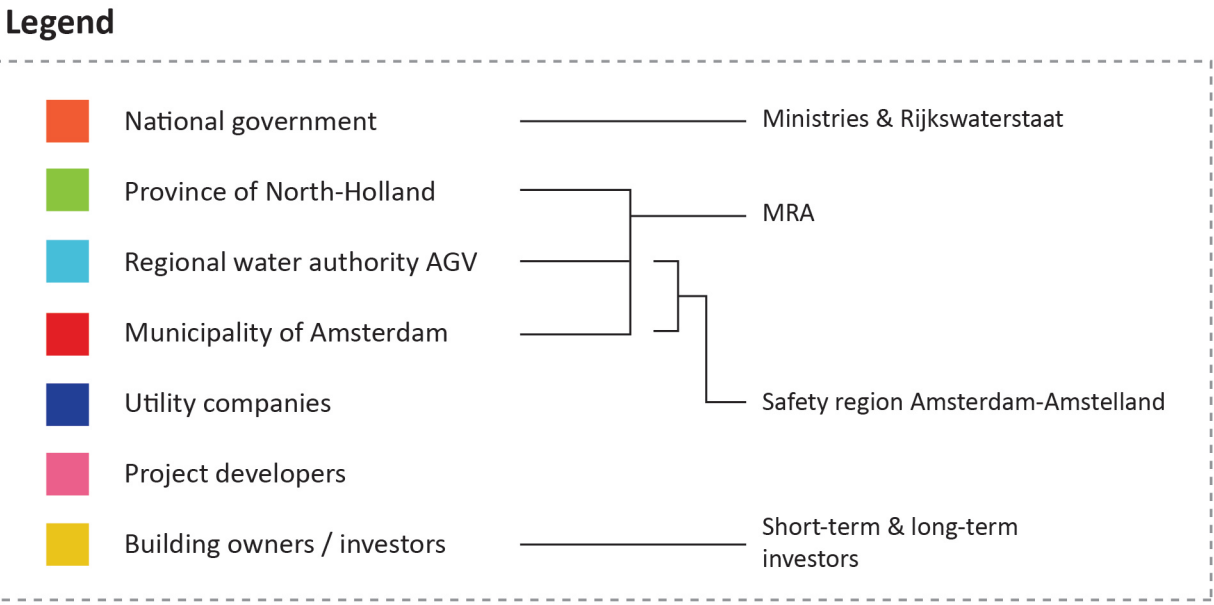 Legend
National government
Ministries & Rijkswaterstaat
Province of North-Holland
MRA
Regional water authority AGV
Municipality of Amsterdam
Utility companies
Safety region Amsterdam-Amstelland
Project developers
Building owners / investors
Short-term & long-term
investors